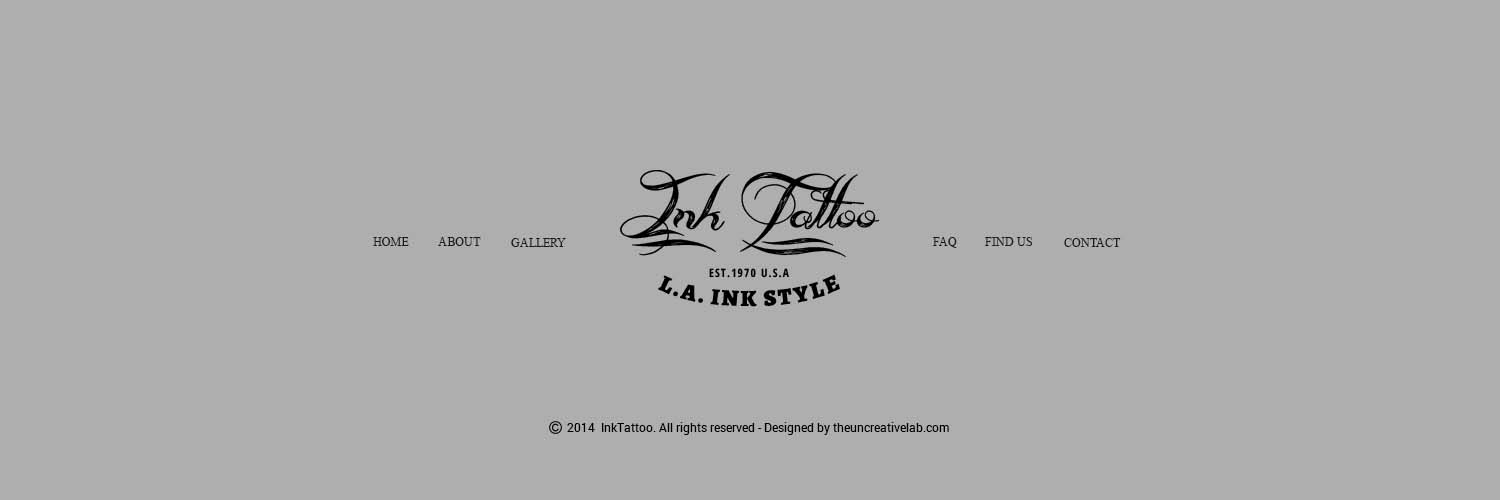 Ink Tattoo
HOME ABOUT GALLERY FAQ FIND US CONTACT
EST.1970 U.S.A
L.A. INK STYLE
© 2014 InkTattoo. All rights reserved - Designed by theuncreativelab.com